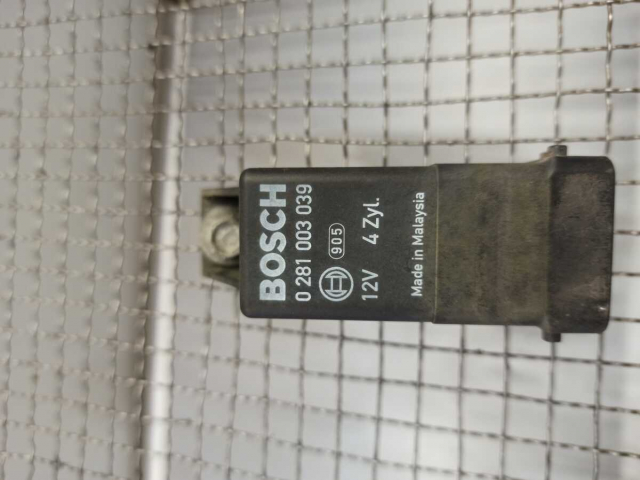 BOSCH
0 281 003 039
905
12V 4 Zyl.
Made in Malaysia